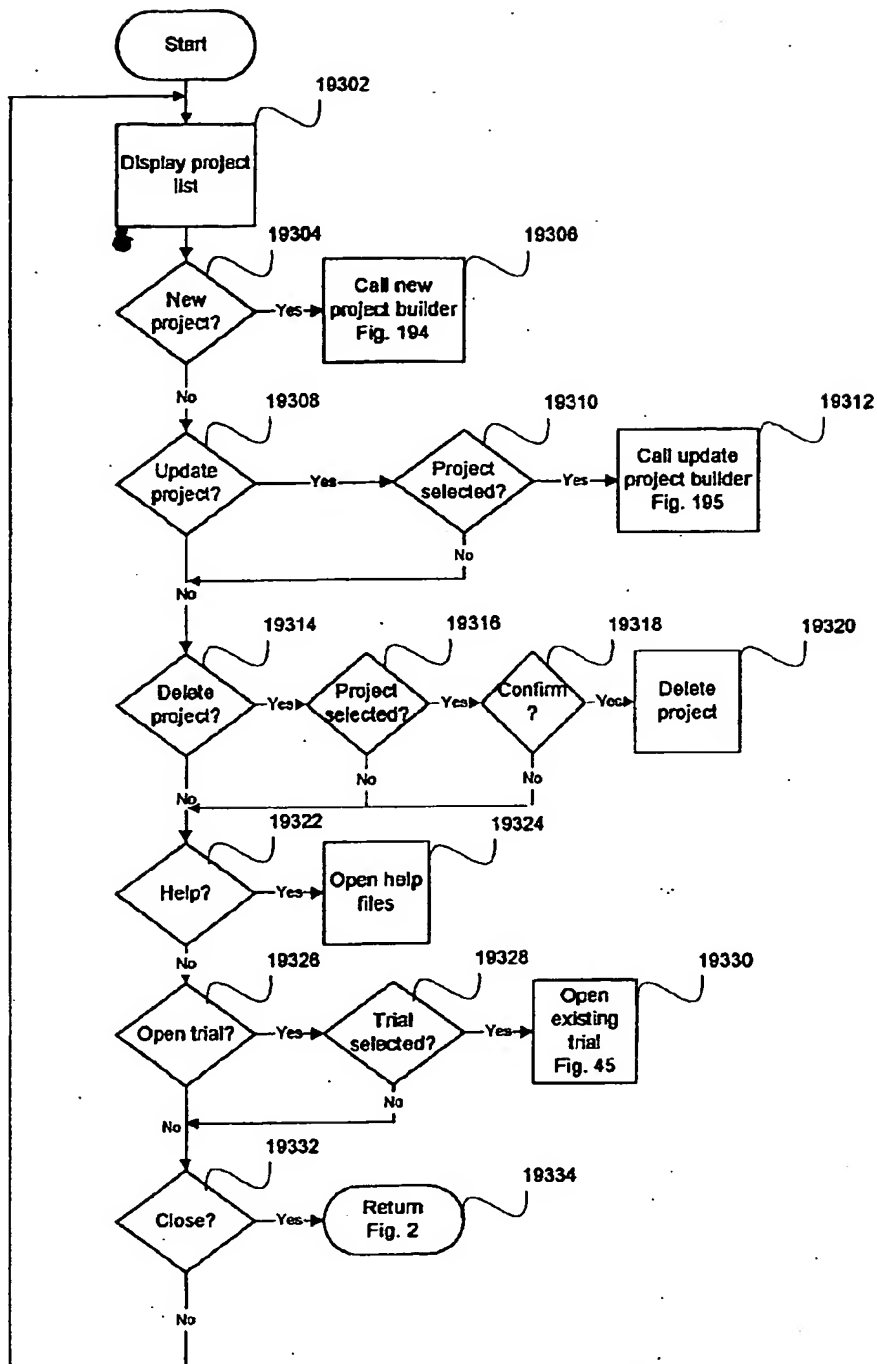 Start
19302
Display project
list
19304
19306
New
project?
Yes
Call new
project builder
Fig. 194
No
19308
19310
19312
Update
project?
Yes
Project
selected?
Yes
Call update
project builder
Fig. 195
No
No
19314
19316
19318
19320
Delete
project?
Yes
Project
selected?
Yes
Confirm
?
Yes
Delete
project
No
No
No
19322
19324
Help?
Yes
Open help
files
No
19326
19328
19330
Open trial?
Yes
Trial
selected?
Yes
Open
existing
trial
Fig. 45
No
No
19332
19334
Close?
Yes
Return
Fig. 2
No